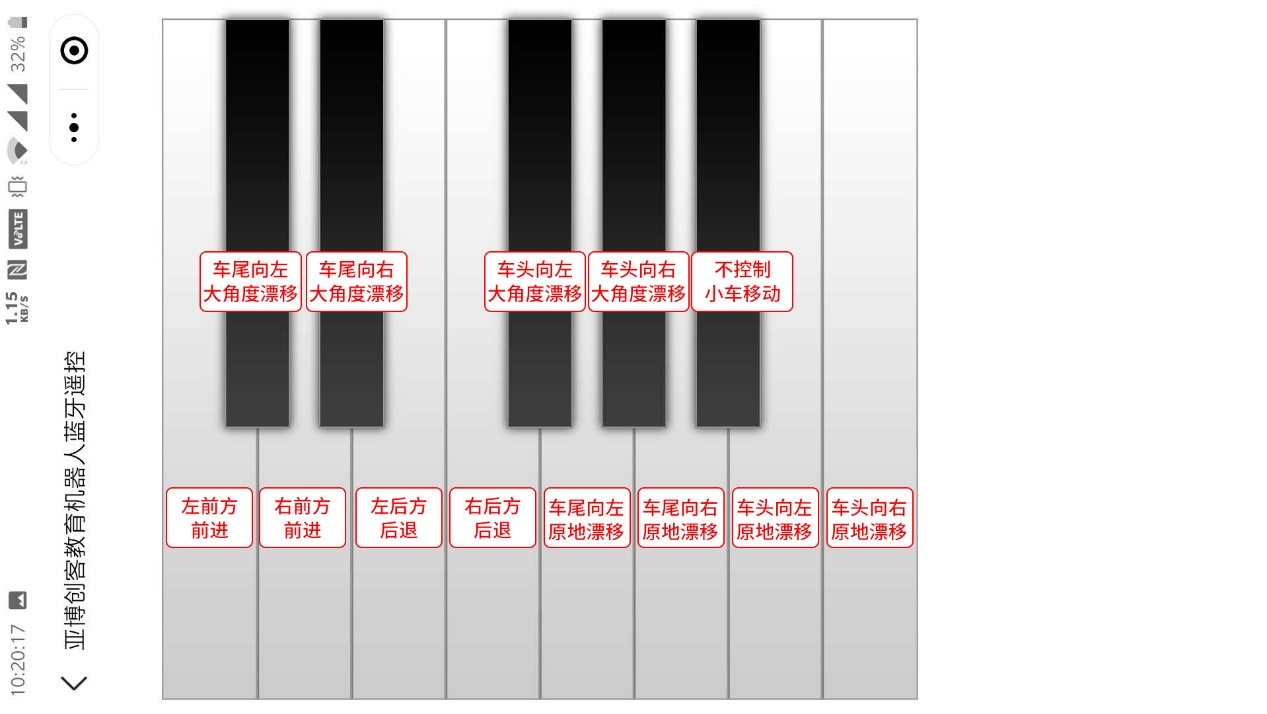 10:20:17
1.15
KB/s
VoLTE
32%
亚博创客教育机器人蓝牙遥控
车尾向左
大角度漂移
车尾向右
大角度漂移
车头向左
大角度漂移
车头向右
大角度漂移
不控制
小车移动
左前方
前进
右前方
前进
左后方
后退
右后方
后退
车尾向左
原地漂移
车尾向右
原地漂移
车头向左
原地漂移
车头向右
原地漂移